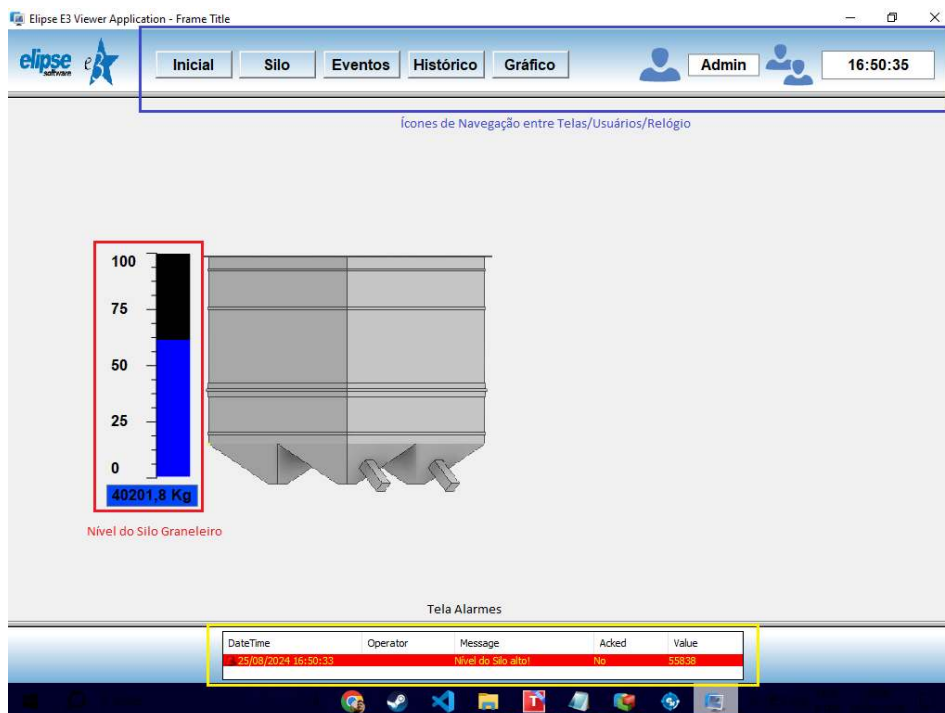 Elipse E3 Viewer Application - Frame Title
elipse software e3
Inicial Silo Eventos Histórico Gráfico Admin 16:50:35
Ícones de Navegação entre Telas/Usuários/Relógio
100
75
50
25
0
40201,8 Kg
Nível do Silo Graneleiro
Tela Alarmes
DateTime Operator Message Acked Value
25/08/2024 16:50:33 Nível do Silo alto! No 55838